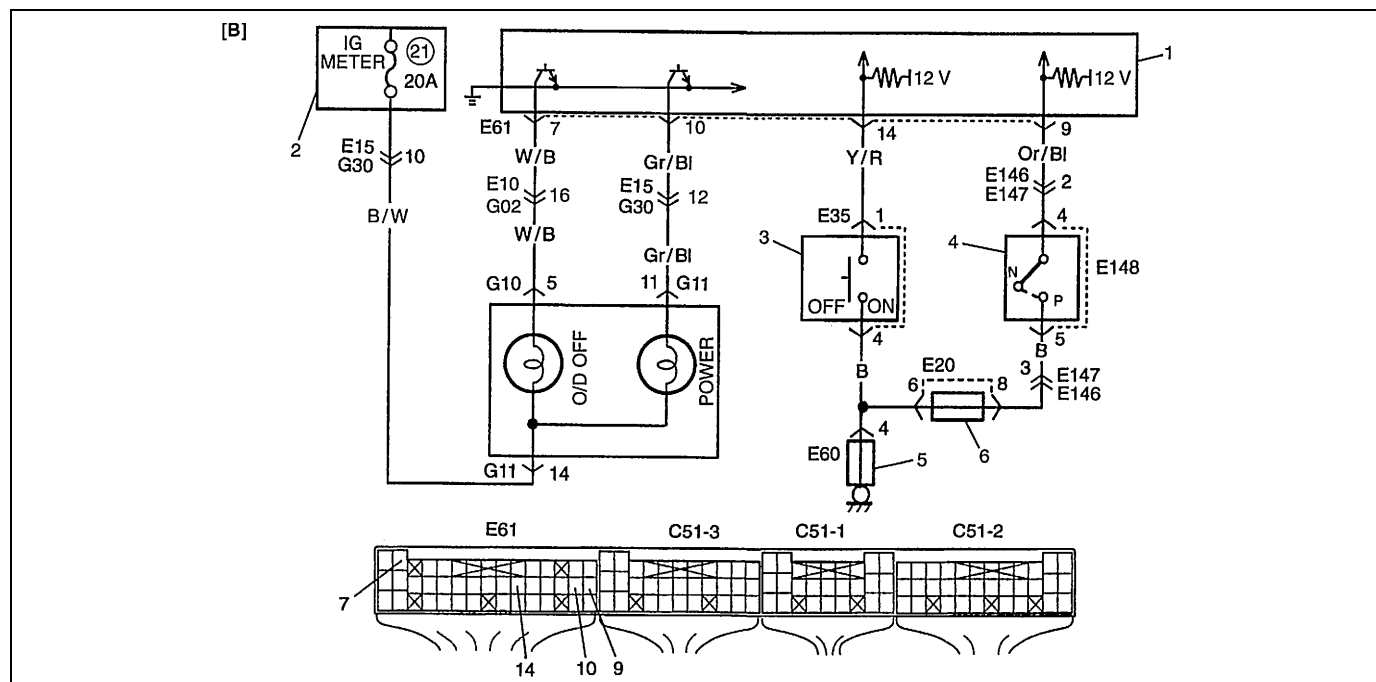 [B]
IG
METER
21
20A
12 V
12 V
1
2
E61
7
10
14
9
E15
G30
10
W/B
Gr/Bl
Y/R
Or/Bl
E10
G02
16
E15
G30
12
E146
E147
2
B/W
W/B
Gr/Bl
E35
1
4
3
4
E148
N
P
OFF
ON
G10
5
11
G11
4
5
O/D OFF
POWER
B
B
E20
3
E147
E146
6
8
4
E60
5
6
G11
14
E61
C51-3
C51-1
C51-2
7
14
10
9